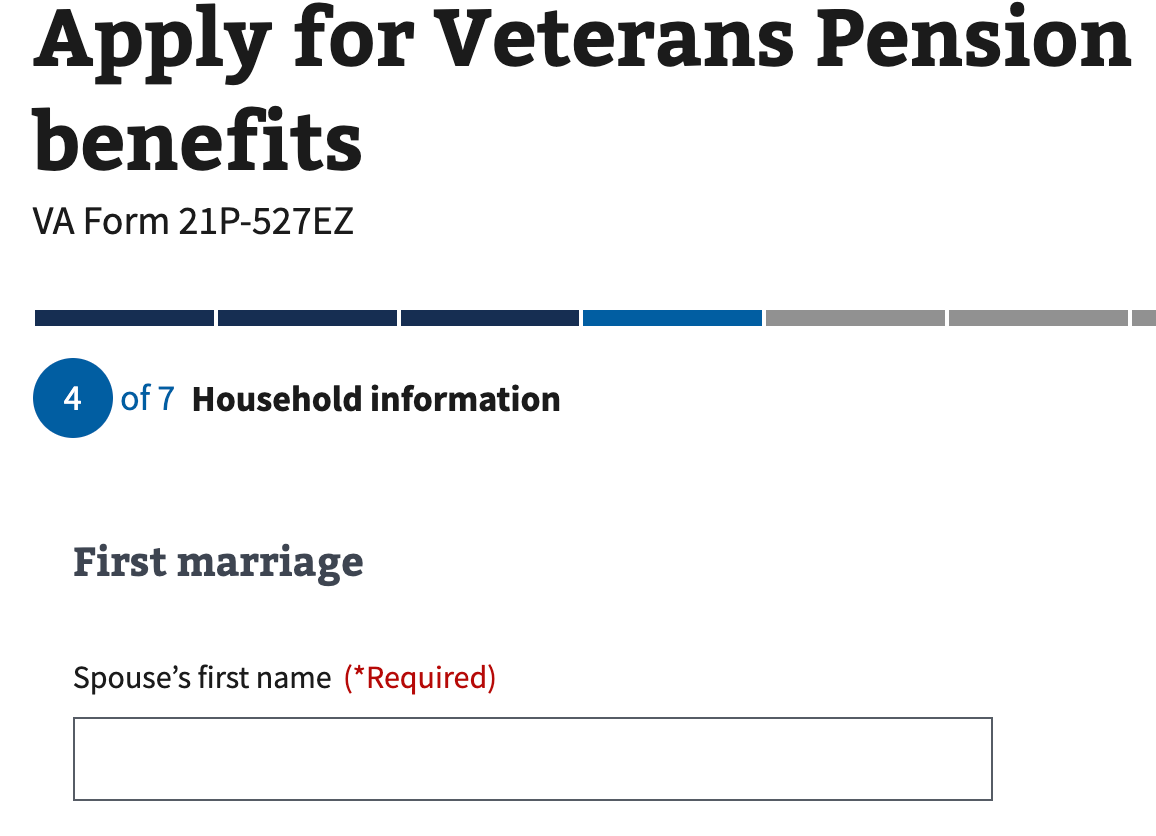 Apply for Veterans Pension
benefits
VA Form 21P-527EZ
4 of 7 Household information
First marriage
Spouse’s first name (*Required)